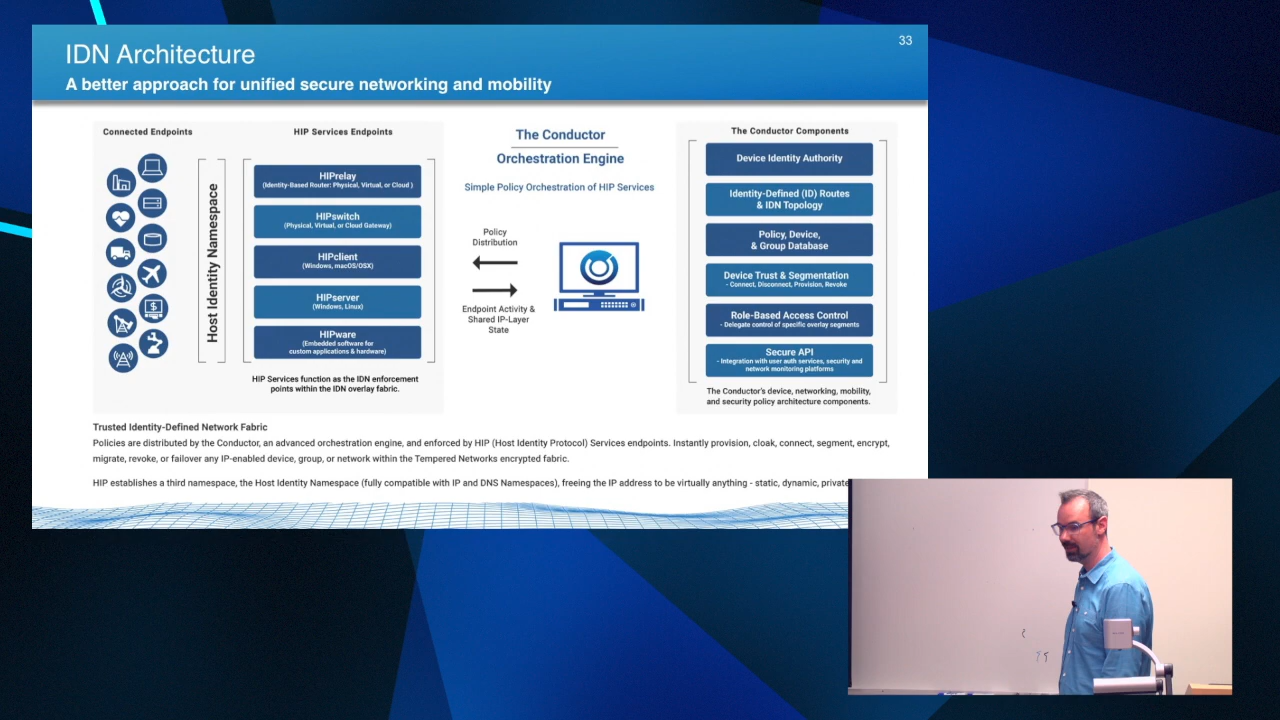 IDN Architecture
33
A better approach for unified secure networking and mobility
Connected Endpoints
Host Identity Namespace
HIP Services Endpoints
HIPrelay
(Identity-Based Router: Physical, Virtual, or Cloud )
HIPswitch
(Physical, Virtual, or Cloud Gateway)
HIPclient
(Windows, macOS/OSX)
HIPserver
(Windows, Linux)
HIPware
(Embedded software for
custom applications & hardware)
HIP Services function as the IDN enforcement
points within the IDN overlay fabric.
The Conductor
Orchestration Engine
Simple Policy Orchestration of HIP Services
Policy
Distribution
Endpoint Activity &
Shared IP-Layer
State
The Conductor Components
Device Identity Authority
Identity-Defined (ID) Routes
& IDN Topology
Policy, Device,
& Group Database
Device Trust & Segmentation
- Connect, Disconnect, Provision, Revoke
Role-Based Access Control
- Delegate control of specific overlay segments
Secure API
- Integration with user auth services, security and
network monitoring platforms
The Conductor's device, networking, mobility,
and security policy architecture components.
Trusted Identity-Defined Network Fabric
Policies are distributed by the Conductor, an advanced orchestration engine, and enforced by HIP (Host Identity Protocol) Services endpoints. Instantly provision, cloak, connect, segment, encrypt,
migrate, revoke, or failover any IP-enabled device, group, or network within the Tempered Networks encrypted fabric.
HIP establishes a third namespace, the Host Identity Namespace (fully compatible with IP and DNS Namespaces), freeing the IP address to be virtually anything - static, dynamic, private